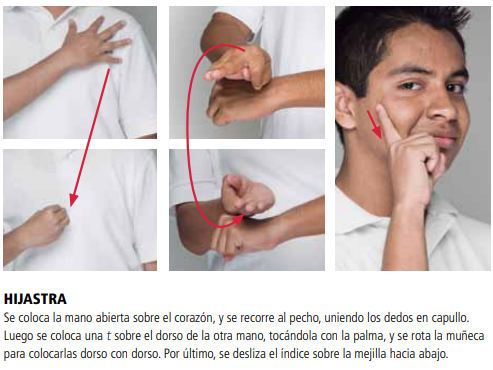 HIJASTRA
Se coloca la mano abierta sobre el corazón, y se recorre al pecho, uniendo los dedos en capullo.
Luego se coloca una t sobre el dorso de la otra mano, tocándola con la palma, y se rota la muñeca
para colocarlas dorso con dorso. Por último, se desliza el índice sobre la mejilla hacia abajo.